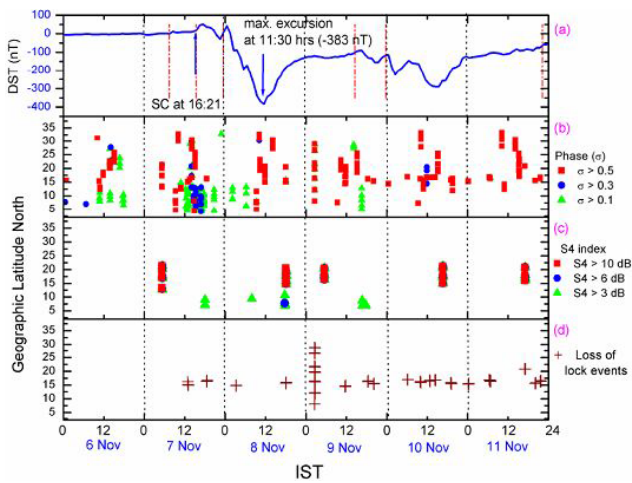 max. excursion
at 11:30 hrs (-383 nT)
(a)
DST (nT)
100
50
0
-100
-200
-300
-400
SC at 16:21
(b)
35
30
25
20
15
10
5
Phase (σ)
σ > 0.5
σ > 0.3
σ > 0.1
Geographic Latitude North
(c)
35
30
25
20
15
10
5
S4 index
S4 > 10 dB
S4 > 6 dB
S4 > 3 dB
(d)
35
30
25
20
15
10
5
Loss of
lock events
0 12 0 12 0 12 0 12 0 12 0 12 24
6 Nov 7 Nov 8 Nov 9 Nov 10 Nov 11 Nov
IST